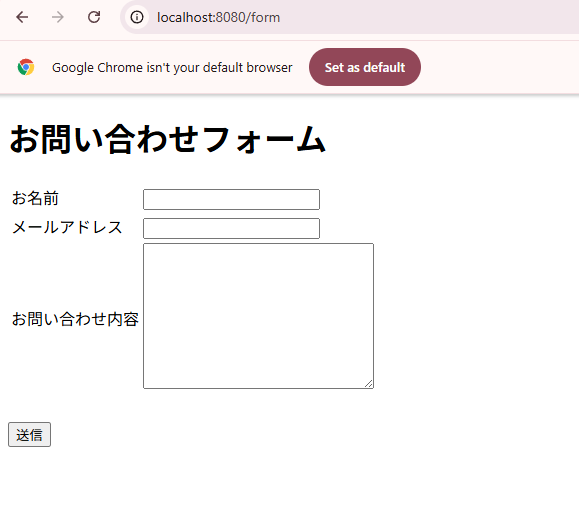 localhost:8080/form
Google Chrome isn't your default browser
Set as default
お問い合わせフォーム
お名前
メールアドレス
お問い合わせ内容
送信